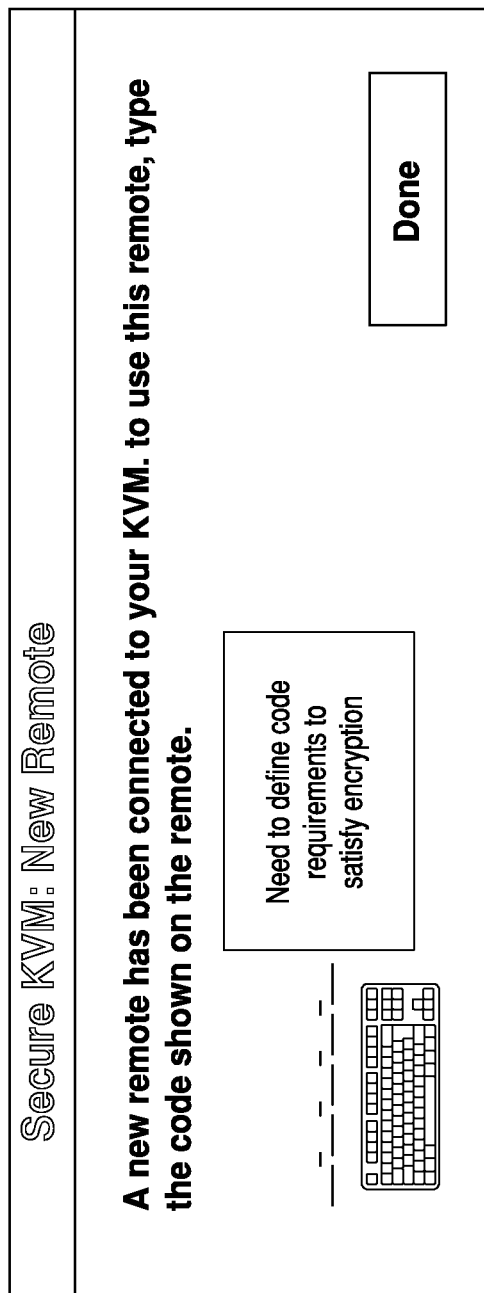 Secure KVM: New Remote
A new remote has been connected to your KVM. to use this remote, type
the code shown on the remote.
Need to define code
requirements to
satisfy encryption
Done